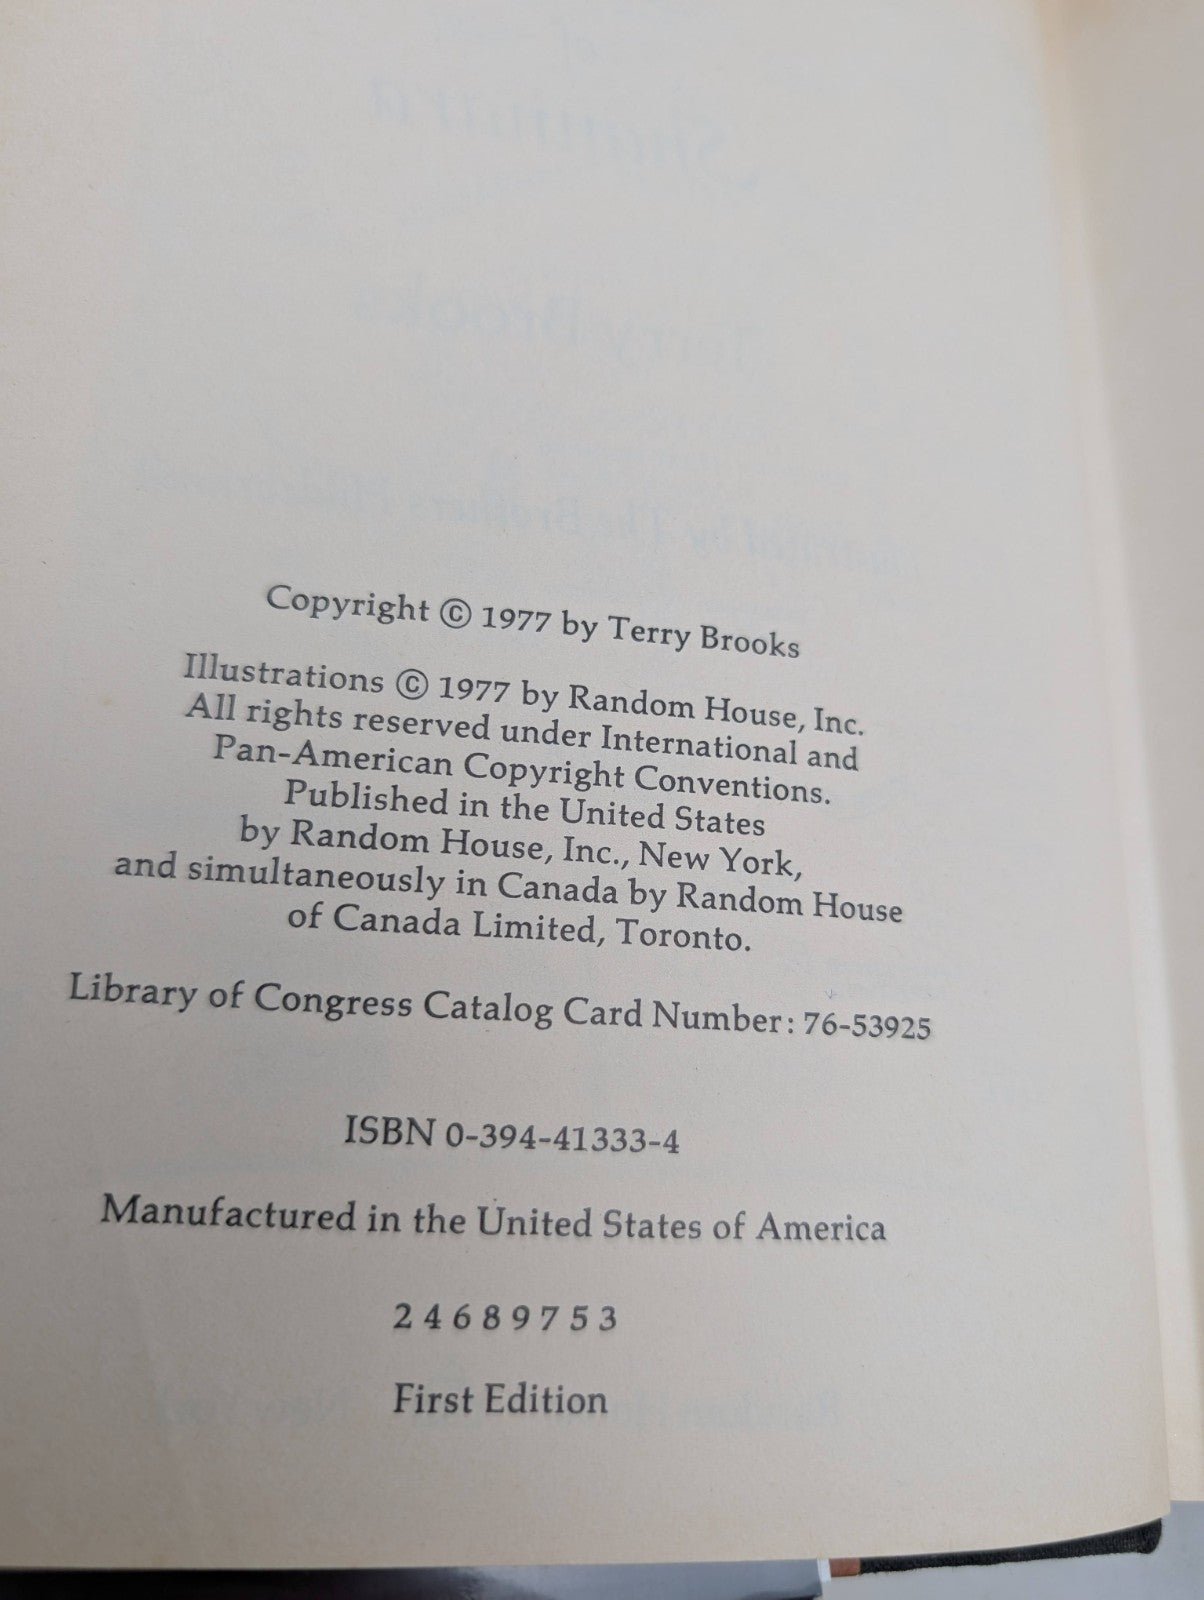 Copyright © 1977 by Terry Brooks
Illustrations © 1977 by Random House, Inc.
All rights reserved under International and
Pan-American Copyright Conventions.
Published in the United States
by Random House, Inc., New York,
and simultaneously in Canada by Random House
of Canada Limited, Toronto.
Library of Congress Catalog Card Number: 76-53925
ISBN 0-394-41333-4
Manufactured in the United States of America
2 4 6 8 9 7 5 3
First Edition